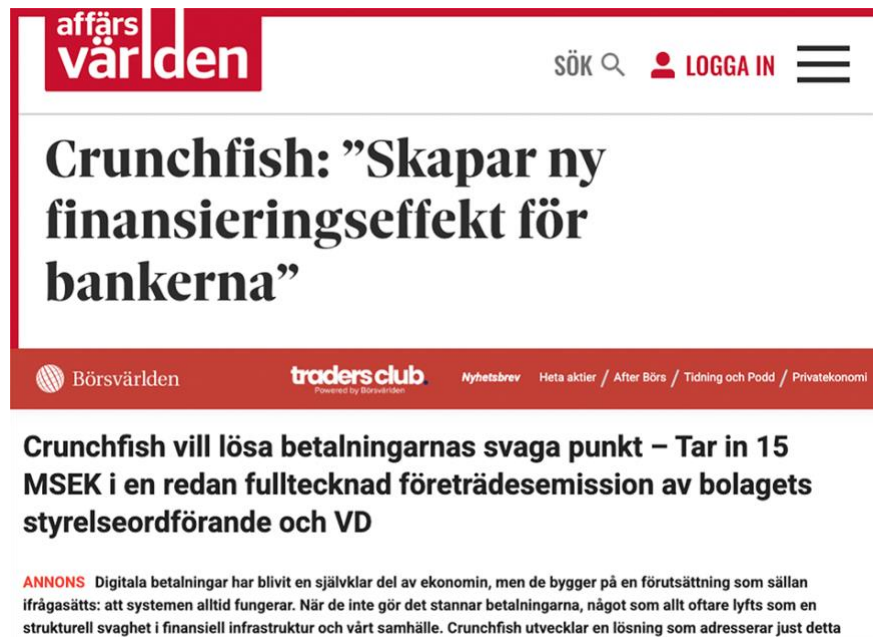 affärs
världen
SÖK LOGGA IN
Crunchfish: ”Skapar ny
finansieringseffekt för
bankerna”
Börsvärlden tradersclub. Nyhetsbrev Heta aktier / After Börs / Tidning och Podd / Privatekonomi
Powered by Börsvärlden
Crunchfish vill lösa betalningarnas svaga punkt – Tar in 15
MSEK i en redan fulltecknad företrädesemission av bolagets
styrelseordförande och VD
ANNONS Digitala betalningar har blivit en självklar del av ekonomin, men de bygger på en förutsättning som sällan
ifrågasätts: att systemen alltid fungerar. När de inte gör det stannar betalningarna, något som allt oftare lyfts som en
strukturell svaghet i finansiell infrastruktur och vårt samhälle. Crunchfish utvecklar en lösning som adresserar just detta